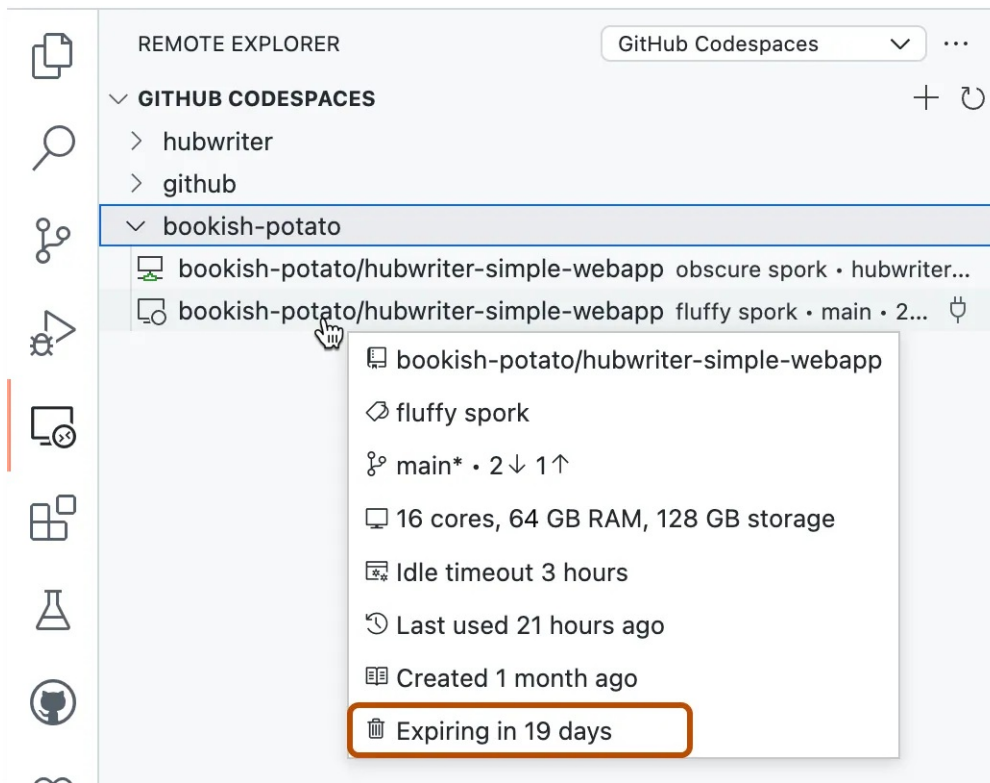 REMOTE EXPLORER GitHub Codespaces ...
GITHUB CODESPACES
hubwriter
github
bookish-potato
bookish-potato/hubwriter-simple-webapp obscure spork • hubwriter...
bookish-potato/hubwriter-simple-webapp fluffy spork • main • 2...
bookish-potato/hubwriter-simple-webapp
fluffy spork
main* • 2↓ 1↑
16 cores, 64 GB RAM, 128 GB storage
Idle timeout 3 hours
Last used 21 hours ago
Created 1 month ago
Expiring in 19 days